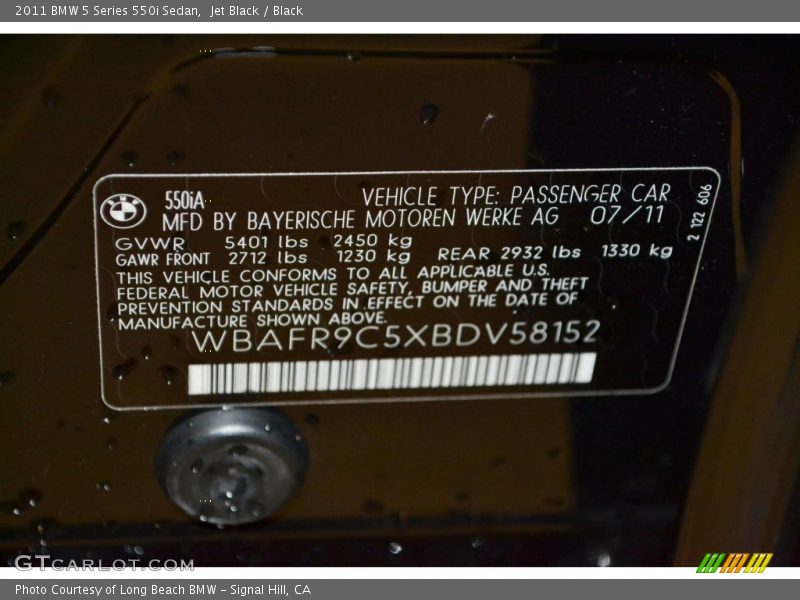 2011 BMW 5 Series 550i Sedan, Jet Black / Black
550iA VEHICLE TYPE: PASSENGER CAR
MFD BY BAYERISCHE MOTOREN WERKE AG 07/11
GVWR 5401 lbs 2450 kg
GAWR FRONT 2712 lbs 1230 kg REAR 2932 lbs 1330 kg
THIS VEHICLE CONFORMS TO ALL APPLICABLE U.S.
FEDERAL MOTOR VEHICLE SAFETY, BUMPER AND THEFT
PREVENTION STANDARDS IN EFFECT ON THE DATE OF
MANUFACTURE SHOWN ABOVE.
WBAFR9C5XBDV58152
2 122 606
GTCARLOT.COM
Photo Courtesy of Long Beach BMW - Signal Hill, CA